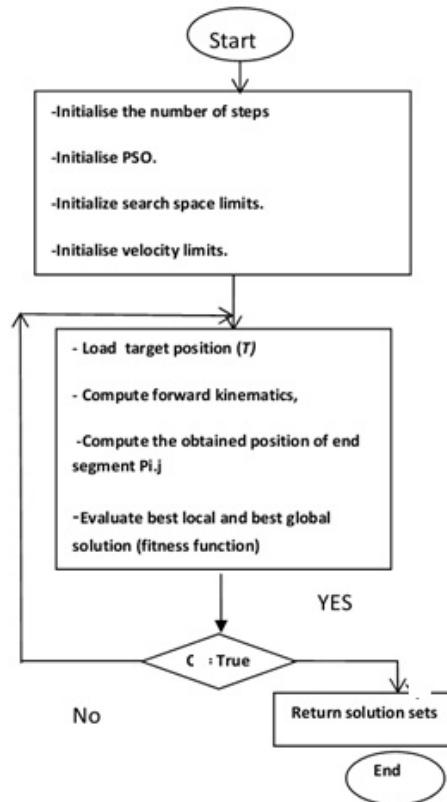 Start
-Initialise the number of steps
-Initialise PSO.
-Initialize search space limits.
-Initialise velocity limits.
- Load target position (T)
- Compute forward kinematics,
-Compute the obtained position of end
segment Pi.j
-Evaluate best local and best global
solution (fitness function)
YES
True
No
Return solution sets
End